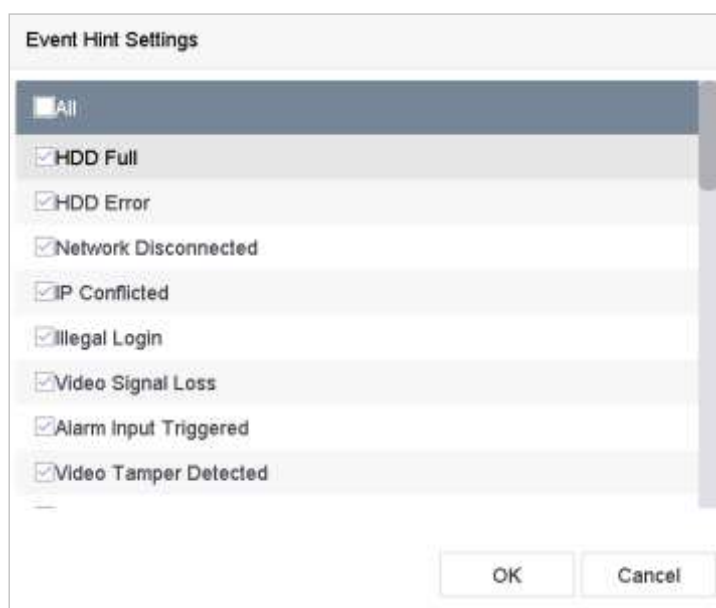 Event Hint Settings
All
HDD Full
HDD Error
Network Disconnected
IP Conflicted
Illegal Login
Video Signal Loss
Alarm Input Triggered
Video Tamper Detected
OK
Cancel